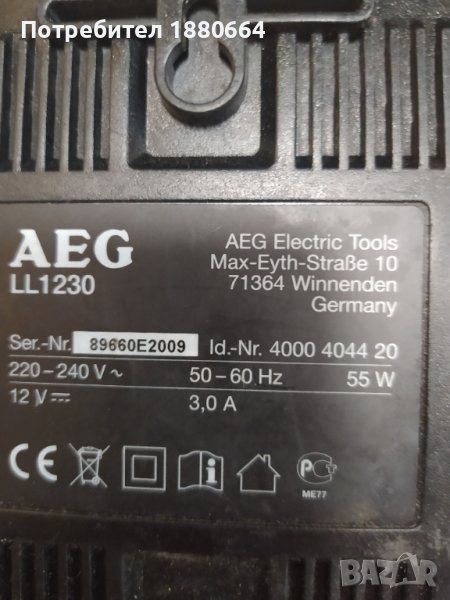 Потребител 1880664
AEG
LL1230
AEG Electric Tools
Max-Eyth-Straße 10
71364 Winnenden
Germany
Ser.-Nr. 89660E2009 Id.-Nr. 4000 4044 20
220-240 V~ 50-60 Hz 55 W
12 V⎓ 3,0 A
CE
ME77
BAZAR